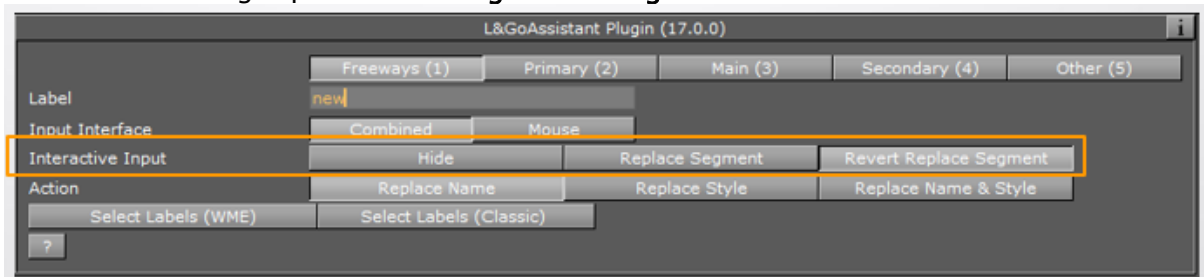 L&GoAssistant Plugin (17.0.0) i
Freeways (1) Primary (2) Main (3) Secondary (4) Other (5)
Label new
Input Interface Combined Mouse
Interactive Input Hide Replace Segment Revert Replace Segment
Action Replace Name Replace Style Replace Name & Style
Select Labels (WME) Select Labels (Classic)
?